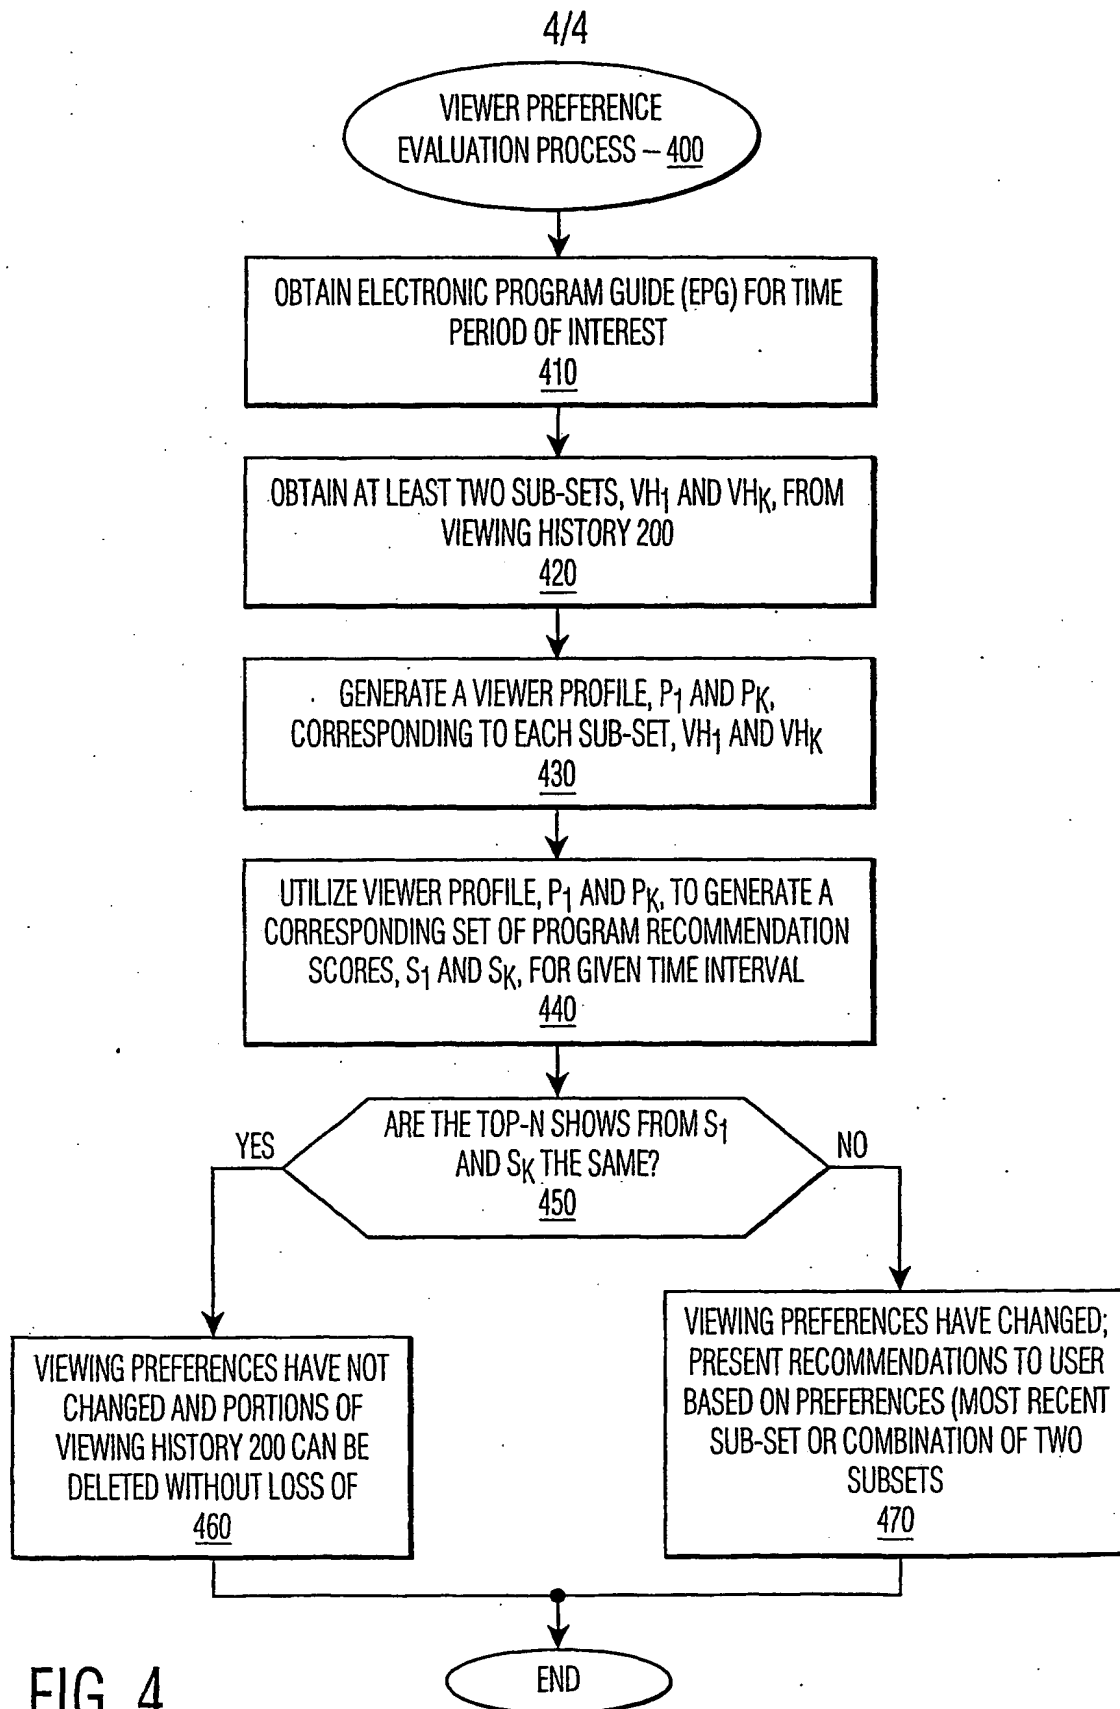 4/4
VIEWER PREFERENCE
EVALUATION PROCESS – 400
OBTAIN ELECTRONIC PROGRAM GUIDE (EPG) FOR TIME
PERIOD OF INTEREST
410
OBTAIN AT LEAST TWO SUB-SETS, VH1 AND VHK, FROM
VIEWING HISTORY 200
420
GENERATE A VIEWER PROFILE, P1 AND PK,
CORRESPONDING TO EACH SUB-SET, VH1 AND VHK
430
UTILIZE VIEWER PROFILE, P1 AND PK, TO GENERATE A
CORRESPONDING SET OF PROGRAM RECOMMENDATION
SCORES, S1 AND SK, FOR GIVEN TIME INTERVAL
440
ARE THE TOP-N SHOWS FROM S1
AND SK THE SAME?
450
YES
NO
VIEWING PREFERENCES HAVE NOT
CHANGED AND PORTIONS OF
VIEWING HISTORY 200 CAN BE
DELETED WITHOUT LOSS OF
460
VIEWING PREFERENCES HAVE CHANGED;
PRESENT RECOMMENDATIONS TO USER
BASED ON PREFERENCES (MOST RECENT
SUB-SET OR COMBINATION OF TWO
SUBSETS
470
END
FIG. 4